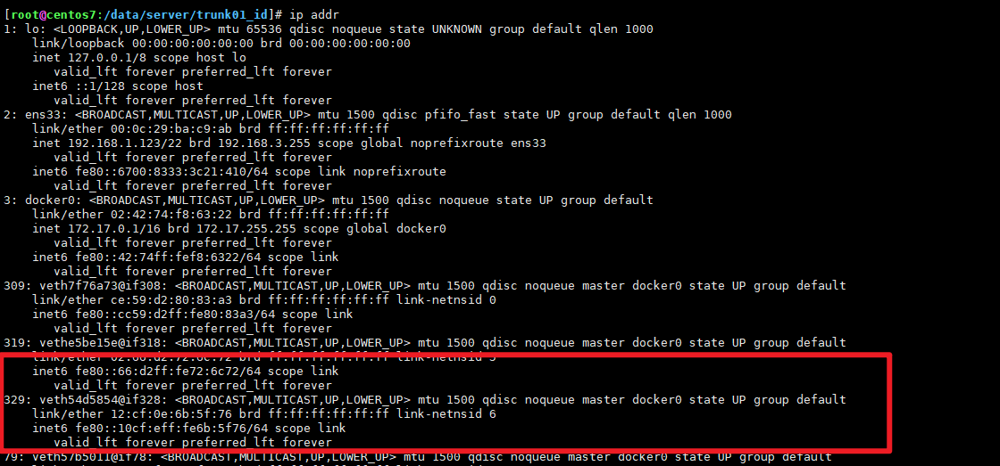 [root@centos7:/data/server/trunk01_id]# ip addr
1: lo: <LOOPBACK,UP,LOWER_UP> mtu 65536 qdisc noqueue state UNKNOWN group default qlen 1000
link/loopback 00:00:00:00:00:00 brd 00:00:00:00:00:00
inet 127.0.0.1/8 scope host lo
valid_lft forever preferred_lft forever
inet6 ::1/128 scope host
valid_lft forever preferred_lft forever
2: ens33: <BROADCAST,MULTICAST,UP,LOWER_UP> mtu 1500 qdisc pfifo_fast state UP group default qlen 1000
link/ether 00:0c:29:ba:c9:ab brd ff:ff:ff:ff:ff:ff
inet 192.168.1.123/22 brd 192.168.3.255 scope global noprefixroute ens33
valid_lft forever preferred_lft forever
inet6 fe80::6700:8333:3c21:410/64 scope link noprefixroute
valid_lft forever preferred_lft forever
3: docker0: <BROADCAST,MULTICAST,UP,LOWER_UP> mtu 1500 qdisc noqueue state UP group default
link/ether 02:42:74:f8:63:22 brd ff:ff:ff:ff:ff:ff
inet 172.17.0.1/16 brd 172.17.255.255 scope global docker0
valid_lft forever preferred_lft forever
inet6 fe80::42:74ff:fef8:6322/64 scope link
valid_lft forever preferred_lft forever
309: veth7f76a73@if308: <BROADCAST,MULTICAST,UP,LOWER_UP> mtu 1500 qdisc noqueue master docker0 state UP group default
link/ether ce:59:d2:80:83:a3 brd ff:ff:ff:ff:ff:ff link-netnsid 0
inet6 fe80::cc59:d2ff:fe80:83a3/64 scope link
valid_lft forever preferred_lft forever
319: vethe5be15e@if318: <BROADCAST,MULTICAST,UP,LOWER_UP> mtu 1500 qdisc noqueue master docker0 state UP group default
link/ether 02:66:d2:72:6c:72 brd ff:ff:ff:ff:ff:ff link-netnsid
inet6 fe80::66:d2ff:fe72:6c72/64 scope link
valid_lft forever preferred_lft forever
329: veth54d5854@if328: <BROADCAST,MULTICAST,UP,LOWER_UP> mtu 1500 qdisc noqueue master docker0 state UP group default
link/ether 12:cf:0e:6b:5f:76 brd ff:ff:ff:ff:ff:ff link-netnsid 6
inet6 fe80::10cf:eff:fe6b:5f76/64 scope link
valid_lft forever preferred_lft forever
79: veth57b5011@if78: <BROADCAST,MULTICAST,UP,LOWER_UP> mtu 1500 qdisc noqueue master docker0 state UP group default